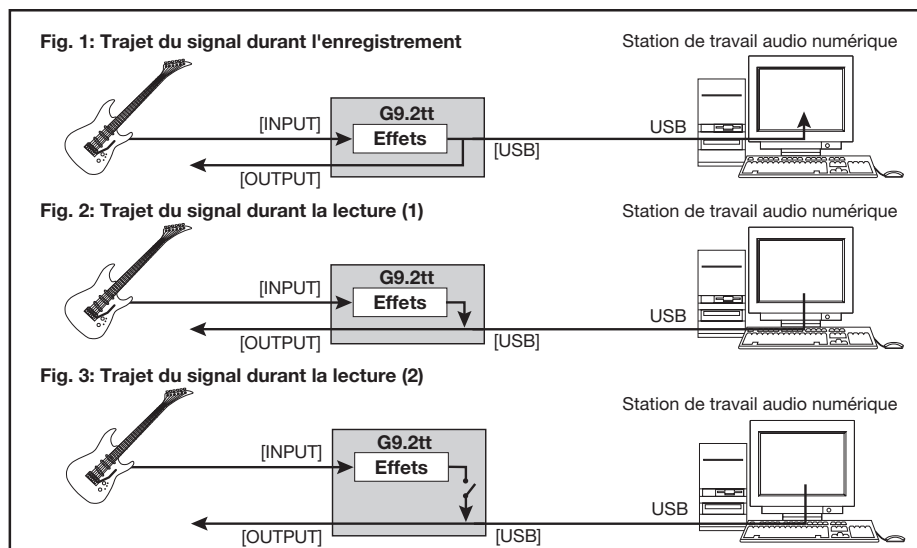 Fig. 1: Trajet du signal durant l'enregistrement
Station de travail audio numérique
G9.2tt
[INPUT]
Effets
USB
[USB]
[OUTPUT]
Fig. 2: Trajet du signal durant la lecture (1)
Station de travail audio numérique
G9.2tt
[INPUT]
Effets
USB
[OUTPUT]
[USB]
Fig. 3: Trajet du signal durant la lecture (2)
Station de travail audio numérique
G9.2tt
[INPUT]
Effets
USB
[OUTPUT]
[USB]